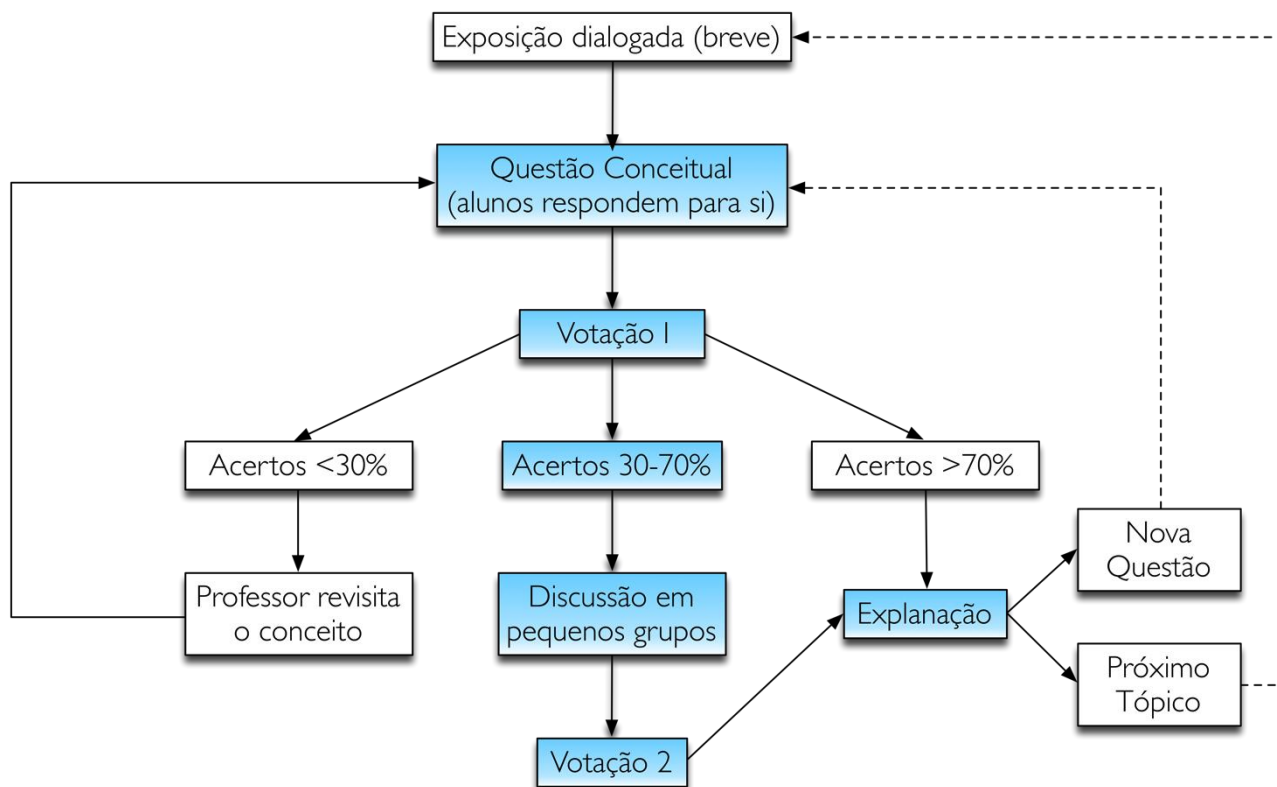 Exposição dialogada (breve)
Questão Conceitual
(alunos respondem para si)
Votação I
Acertos <30%
Acertos 30-70%
Acertos >70%
Professor revisita
o conceito
Discussão em
pequenos grupos
Explanação
Nova
Questão
Próximo
Tópico
Votação 2